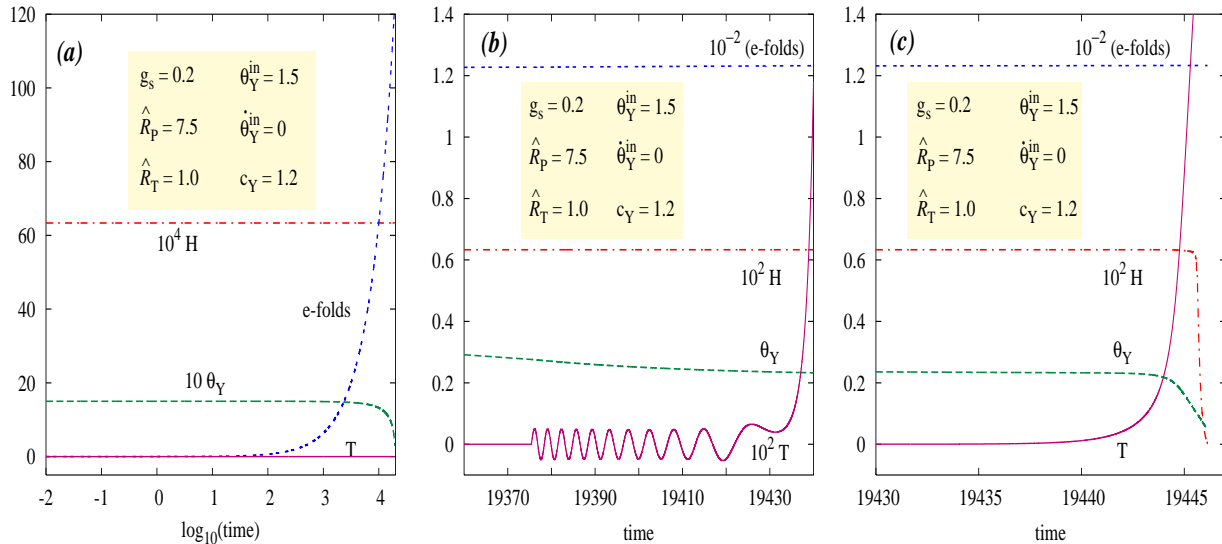 (a)
120
100
80
60
40
20
0
g_s = 0.2 θ_Y^in = 1.5
R̂_P = 7.5 θ̇_Y^in = 0
R̂_T = 1.0 c_Y = 1.2
10^4 H
e-folds
10 θ_Y
T
-2 -1 0 1 2 3 4
log_10(time)
(b)
1.4
1.2
1
0.8
0.6
0.4
0.2
0
10^−2 (e-folds)
g_s = 0.2 θ_Y^in = 1.5
R̂_P = 7.5 θ̇_Y^in = 0
R̂_T = 1.0 c_Y = 1.2
10^2 H
θ_Y
10^2 T
19370 19390 19410 19430
time
(c)
1.4
1.2
1
0.8
0.6
0.4
0.2
0
10^−2 (e-folds)
g_s = 0.2 θ_Y^in = 1.5
R̂_P = 7.5 θ̇_Y^in = 0
R̂_T = 1.0 c_Y = 1.2
10^2 H
θ_Y
T
19430 19435 19440 19445
time